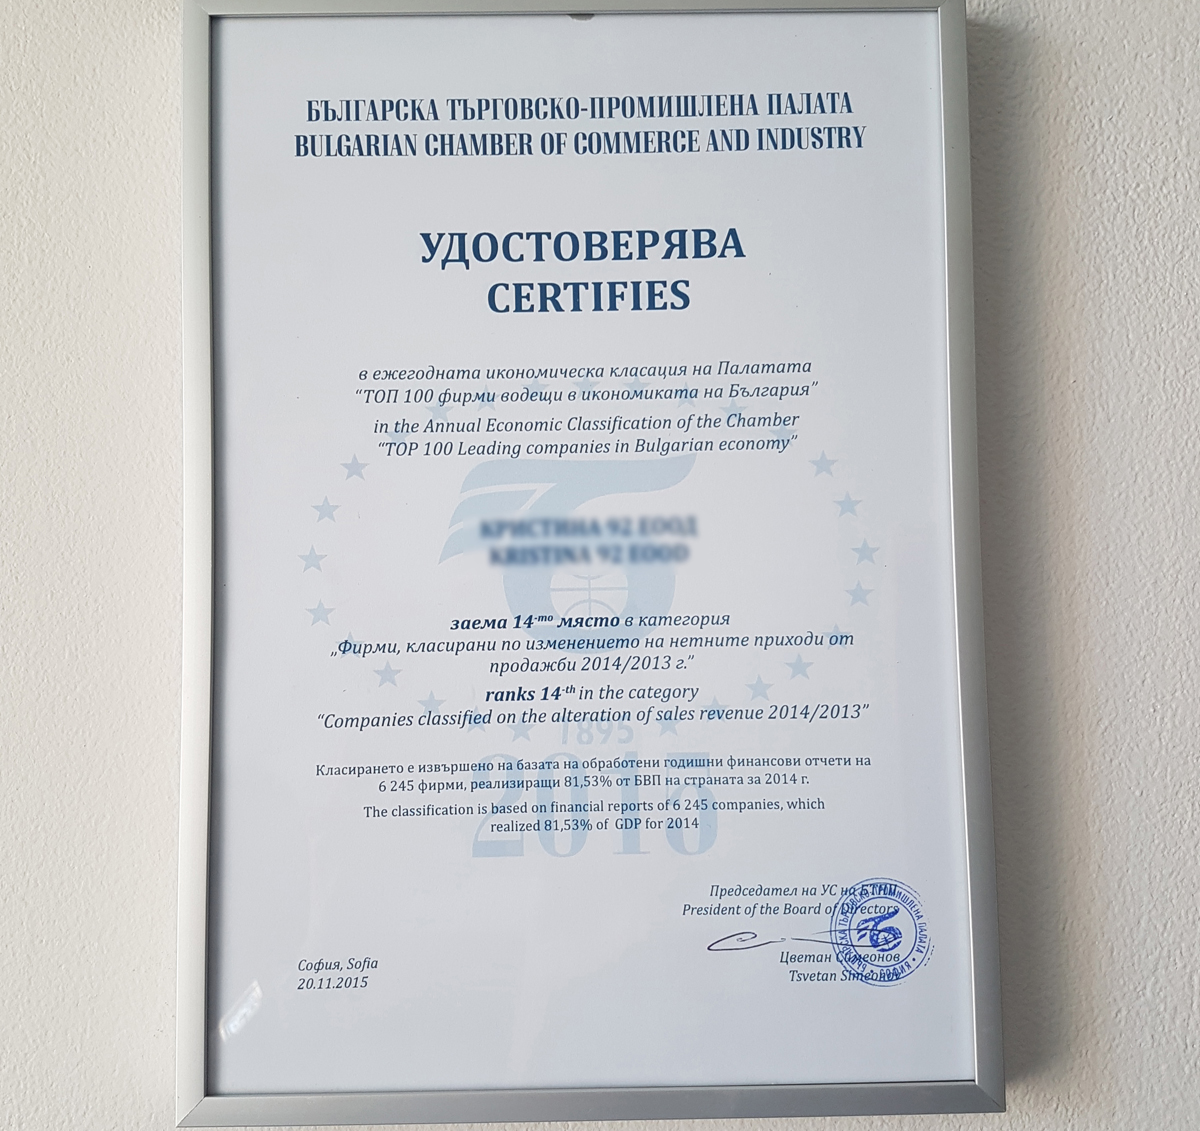 БЪЛГАРСКА ТЪРГОВСКО-ПРОМИШЛЕНА ПАЛАТА
BULGARIAN CHAMBER OF COMMERCE AND INDUSTRY
УДОСТОВЕРЯВА
CERTIFIES
в ежегодната икономическа класация на Палатата
“ТОП 100 фирми водещи в икономиката на България”
in the Annual Economic Classification of the Chamber
“TOP 100 Leading companies in Bulgarian economy”
КРИСТИНА 92 ЕООД
KRISTINA 92 EOOD
заема 14-то място в категория
„Фирми, класирани по изменението на нетните приходи от
продажби 2014/2013 г.”
ranks 14-th in the category
“Companies classified on the alteration of sales revenue 2014/2013”
1895
2015
Класирането е извършено на базата на обработени годишни финансови отчети на
6 245 фирми, реализиращи 81,53% от БВП на страната за 2014 г.
The classification is based on financial reports of 6 245 companies, which
realized 81,53% of GDP for 2014
Председател на УС на БТПП
President of the Board of Directors
Цветан Симеонов
Tsvetan Simeonov
София, Sofia
20.11.2015